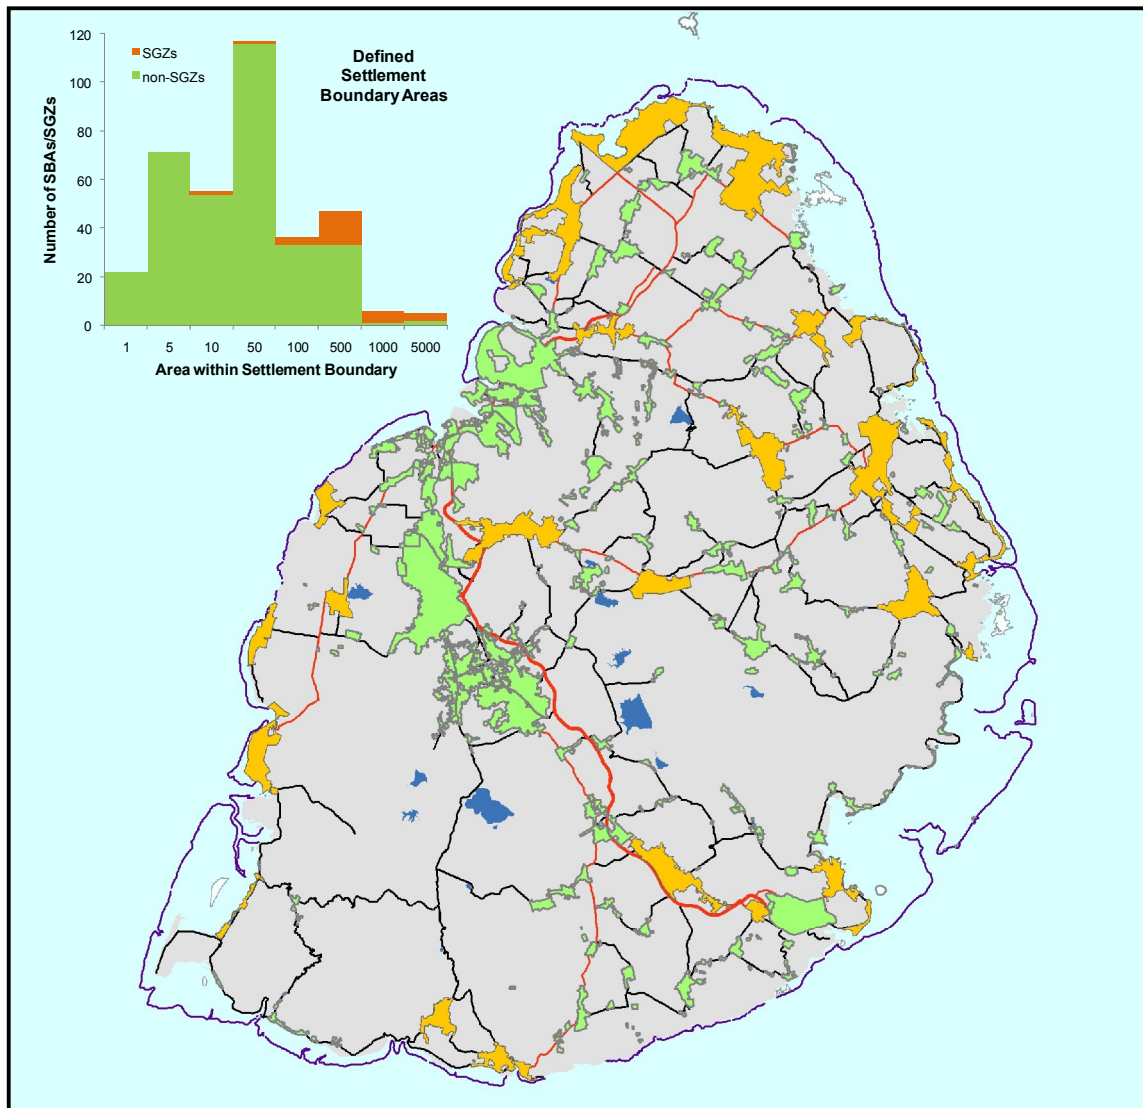 120
100
80
60
40
20
0
Number of SBAs/SGZs
SGZs
non-SGZs
Defined
Settlement
Boundary Areas
1 5 10 50 100 500 1000 5000
Area within Settlement Boundary